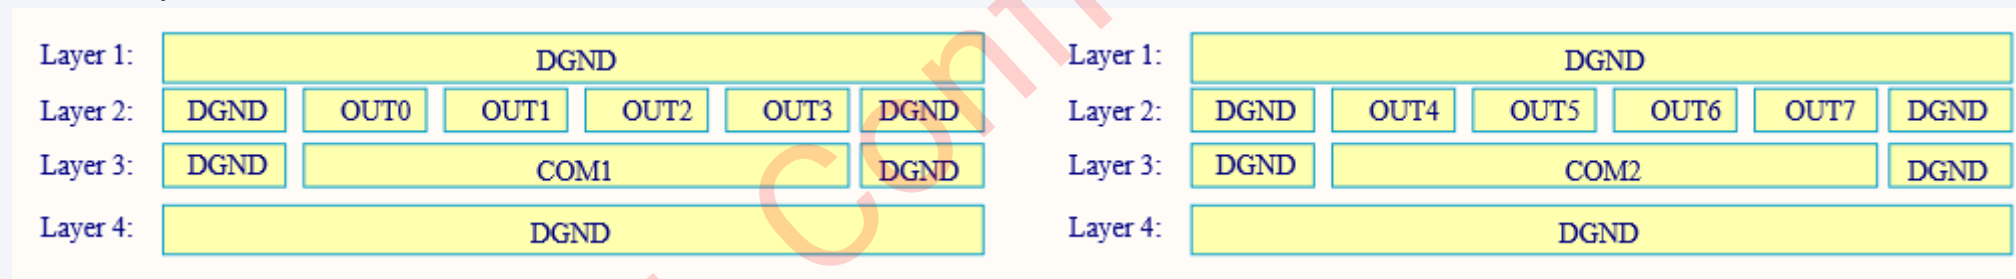 Layer 1: DGND Layer 1: DGND
Layer 2: DGND OUT0 OUT1 OUT2 OUT3 DGND Layer 2: DGND OUT4 OUT5 OUT6 OUT7 DGND
Layer 3: DGND COM1 DGND Layer 3: DGND COM2 DGND
Layer 4: DGND Layer 4: DGND
Conf